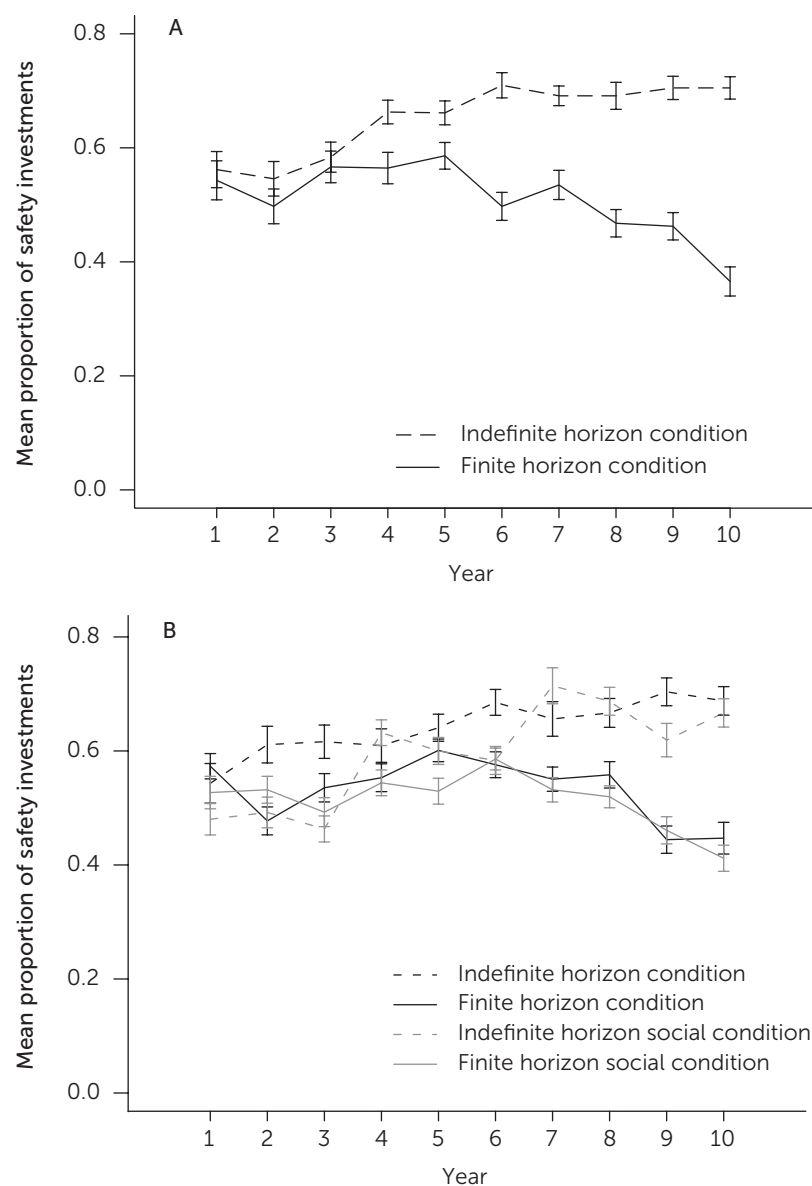 A
Mean proportion of safety investments
0.8
0.6
0.4
0.2
0.0
Indefinite horizon condition
Finite horizon condition
1 2 3 4 5 6 7 8 9 10
Year
B
Mean proportion of safety investments
0.8
0.6
0.4
0.2
0.0
Indefinite horizon condition
Finite horizon condition
Indefinite horizon social condition
Finite horizon social condition
1 2 3 4 5 6 7 8 9 10
Year